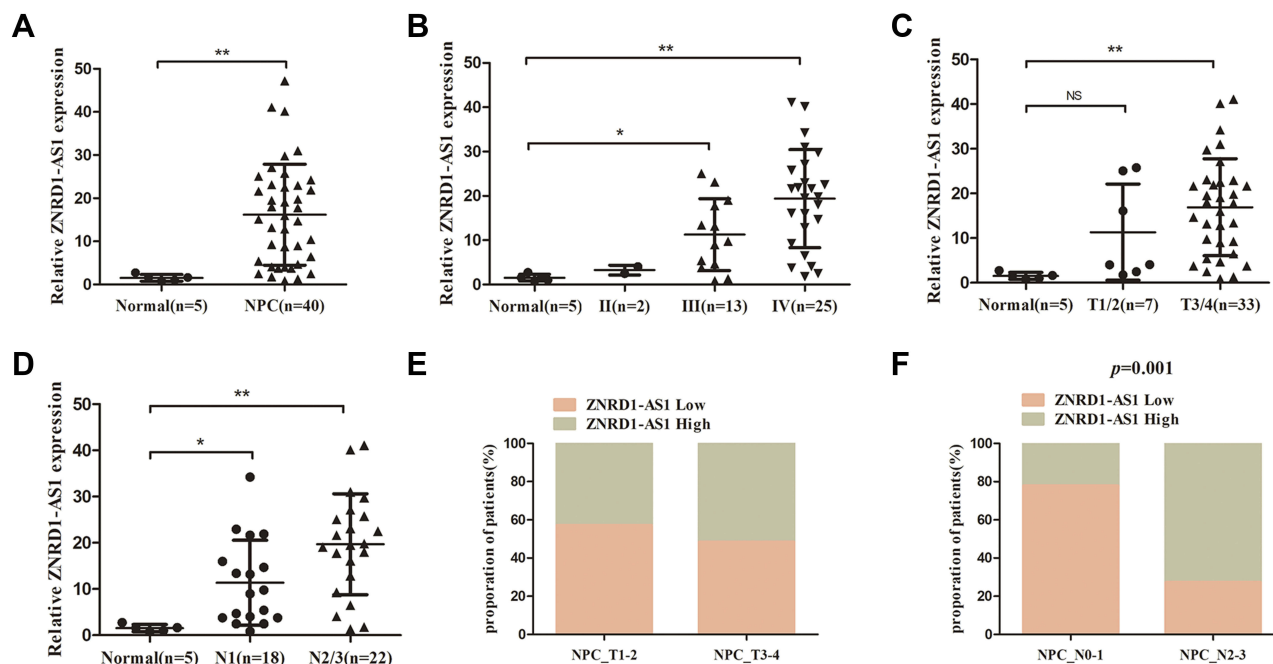 A
Relative ZNRD1-AS1 expression
50
40
30
20
10
0
**
Normal(n=5) NPC(n=40)
B
Relative ZNRD1-AS1 expression
50
40
30
20
10
0
**
*
Normal(n=5) II(n=2) III(n=13) IV(n=25)
C
Relative ZNRD1-AS1 expression
50
40
30
20
10
0
**
NS
Normal(n=5) T1/2(n=7) T3/4(n=33)
D
Relative ZNRD1-AS1 expression
50
40
30
20
10
0
**
*
Normal(n=5) N1(n=18) N2/3(n=22)
E
ZNRD1-AS1 Low
ZNRD1-AS1 High
proporation of patients(%)
100
80
60
40
20
0
NPC_T1-2 NPC_T3-4
F
p=0.001
ZNRD1-AS1 Low
ZNRD1-AS1 High
proporation of patients(%)
100
80
60
40
20
0
NPC_N0-1 NPC_N2-3